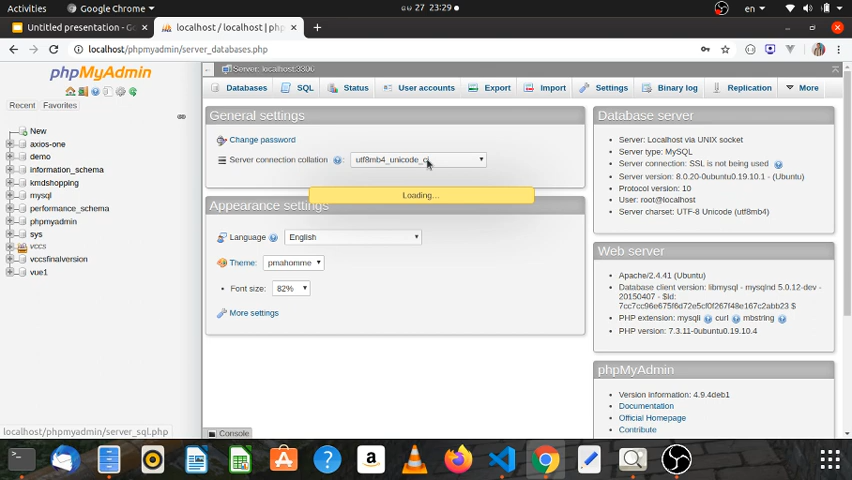 Activities
Google Chrome ▾
ශු 27 23:29
en ▾
Untitled presentation - G
localhost / localhost | php
localhost/phpmyadmin/server_databases.php
phpMyAdmin
Recent
Favorites
New
axios-one
demo
information_schema
kmdshopping
mysql
performance_schema
phpmyadmin
sys
vccs
vccsfinalversion
vue1
Server: localhost:3306
Databases
SQL
Status
User accounts
Export
Import
Settings
Binary log
Replication
More
General settings
Change password
Server connection collation
utf8mb4_unicode_ci
Loading...
Appearance settings
Language
English
Theme:
pmahomme
Font size:
82%
More settings
Database server
Server: Localhost via UNIX socket
Server type: MySQL
Server connection: SSL is not being used
Server version: 8.0.20-0ubuntu0.19.10.1 - (Ubuntu)
Protocol version: 10
User: root@localhost
Server charset: UTF-8 Unicode (utf8mb4)
Web server
Apache/2.4.41 (Ubuntu)
Database client version: libmysql - mysqlnd 5.0.12-dev -
20150407 - $Id:
7cc7cc96e675f6d72e5cf0f267f48e167c2abb23 $
PHP extension: mysqli curl mbstring
PHP version: 7.3.11-0ubuntu0.19.10.4
phpMyAdmin
Version information: 4.9.4deb1
Documentation
Official Homepage
Contribute
localhost/phpmyadmin/server_sql.php
Console